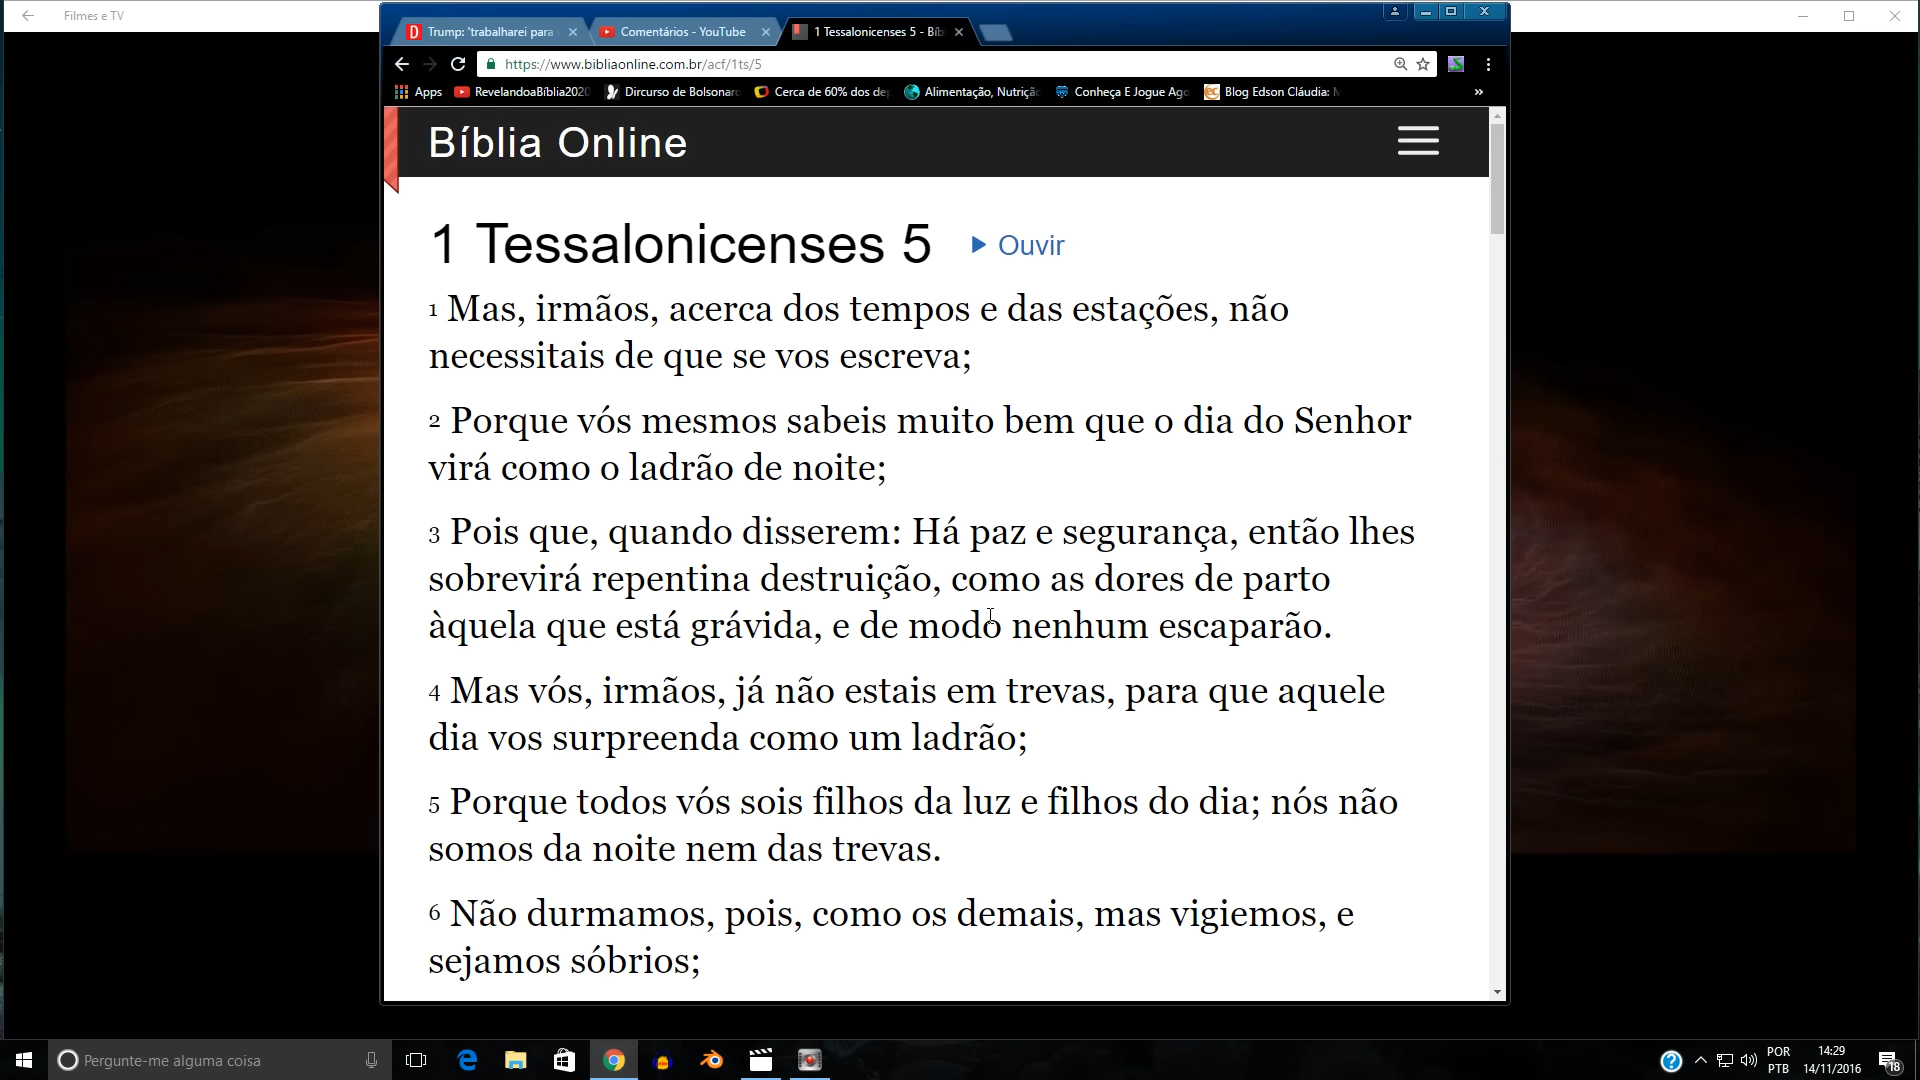 Filmes e TV
Trump: 'trabalharei para
Comentários - YouTube
1 Tessalonicenses 5 - Bíb
https://www.bibliaonline.com.br/acf/1ts/5
Apps
RevelandoaBíblia2020
Dircurso de Bolsonaro
Cerca de 60% dos de
Alimentação, Nutriçã
Conheça E Jogue Ago
Blog Edson Cláudia: M
»
Bíblia Online
1 Tessalonicenses 5 Ouvir
1 Mas, irmãos, acerca dos tempos e das estações, não
necessitais de que se vos escreva;
2 Porque vós mesmos sabeis muito bem que o dia do Senhor
virá como o ladrão de noite;
3 Pois que, quando disserem: Há paz e segurança, então lhes
sobrevirá repentina destruição, como as dores de parto
àquela que está grávida, e de modo nenhum escaparão.
4 Mas vós, irmãos, já não estais em trevas, para que aquele
dia vos surpreenda como um ladrão;
5 Porque todos vós sois filhos da luz e filhos do dia; nós não
somos da noite nem das trevas.
6 Não durmamos, pois, como os demais, mas vigiemos, e
sejamos sóbrios;
Pergunte-me alguma coisa
POR
PTB
14:29
14/11/2016
18